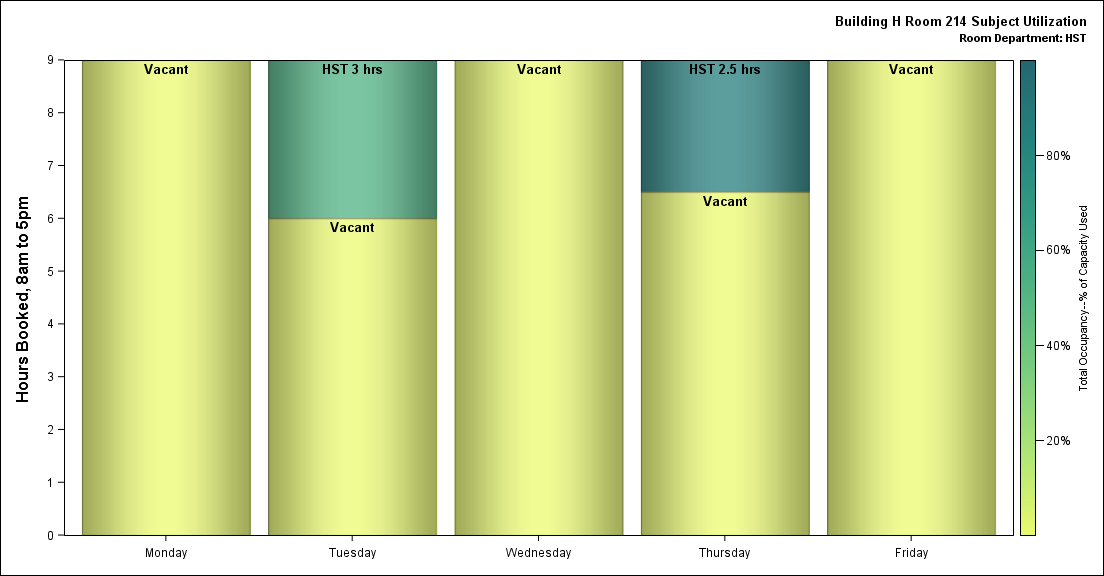 Building H Room 214 Subject Utilization
Room Department: HST
Hours Booked, 8am to 5pm
9
8
7
6
5
4
3
2
1
0
Vacant
HST 3 hrs
Vacant
Vacant
HST 2.5 hrs
Vacant
Vacant
Monday
Tuesday
Wednesday
Thursday
Friday
80%
60%
40%
20%
Total Occupancy--% of Capacity Used